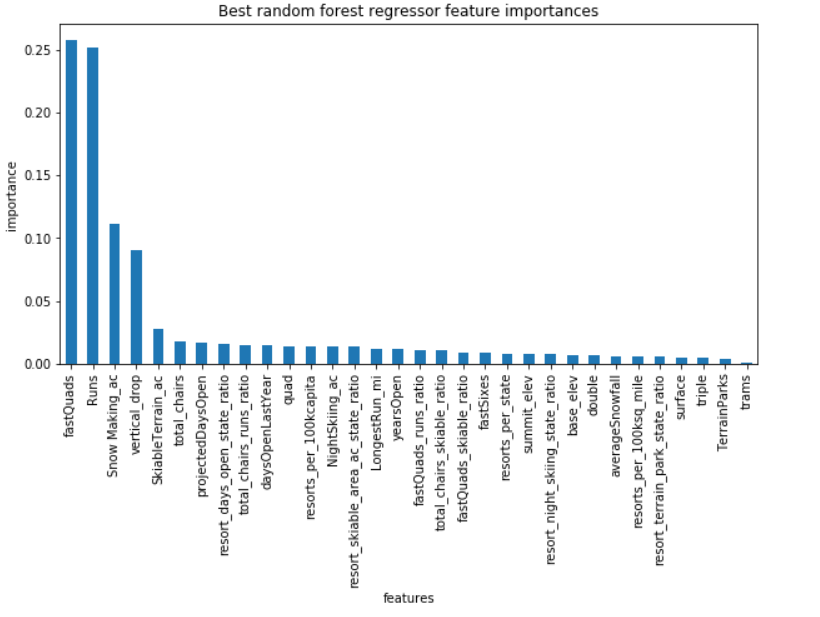 Best random forest regressor feature importances
importance
0.25
0.20
0.15
0.10
0.05
0.00
fastQuads
Runs
Snow Making_ac
vertical_drop
SkiableTerrain_ac
total_chairs
projectedDaysOpen
resort_days_open_state_ratio
total_chairs_runs_ratio
daysOpenLastYear
quad
resorts_per_100kcapita
NightSkiing_ac
resort_skiable_area_ac_state_ratio
LongestRun_mi
yearsOpen
fastQuads_runs_ratio
total_chairs_skiable_ratio
fastQuads_skiable_ratio
fastSixes
resorts_per_state
summit_elev
resort_night_skiing_state_ratio
base_elev
double
averageSnowfall
resorts_per_100ksq_mile
resort_terrain_park_state_ratio
surface
triple
TerrainParks
trams
features